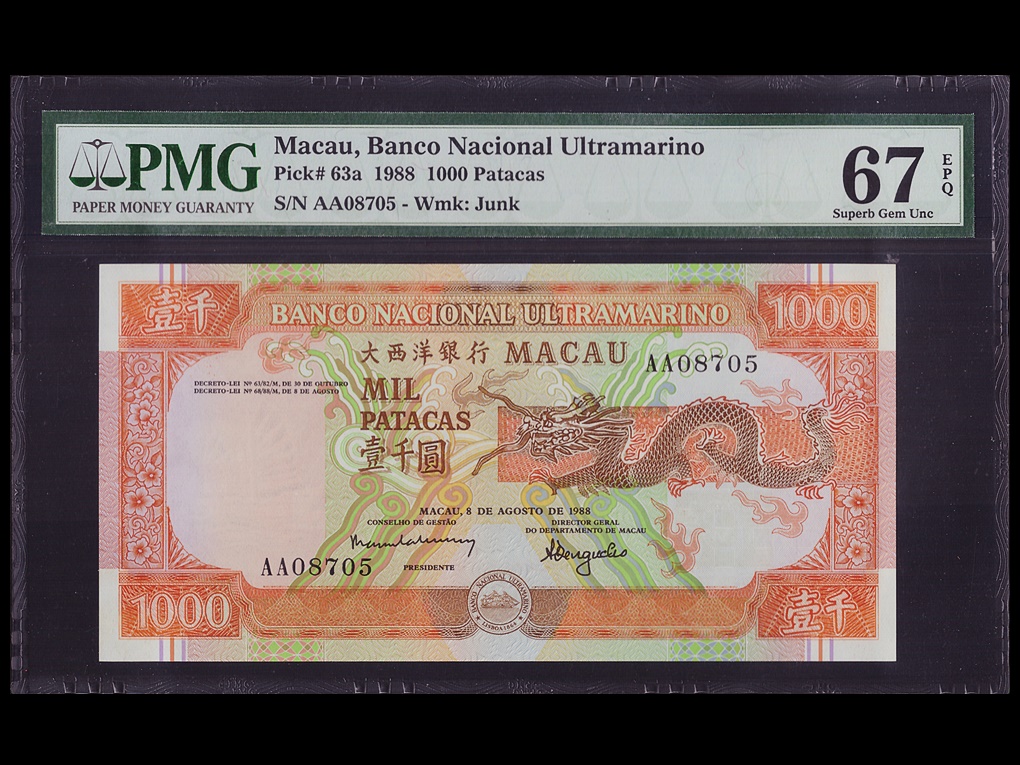 PMG
PAPER MONEY GUARANTY
Macau, Banco Nacional Ultramarino
Pick# 63a 1988 1000 Patacas
S/N AA08705 - Wmk: Junk
67
EPQ
Superb Gem Unc
壹千
BANCO NACIONAL ULTRAMARINO
1000
大西洋銀行 MACAU
AA08705
DECRETO-LEI Nº 63/82/M, DE 30 DE OUTUBRO
DECRETO-LEI Nº 68/88/M, DE 8 DE AGOSTO
MIL
PATACAS
壹千圓
MACAU, 8 DE AGOSTO DE 1988
CONSELHO DE GESTÃO
DIRECTOR GERAL
DO DEPARTAMENTO DE MACAU
AA08705
PRESIDENTE
1000
BANCO NACIONAL ULTRAMARINO
LISBOA 1864
壹千